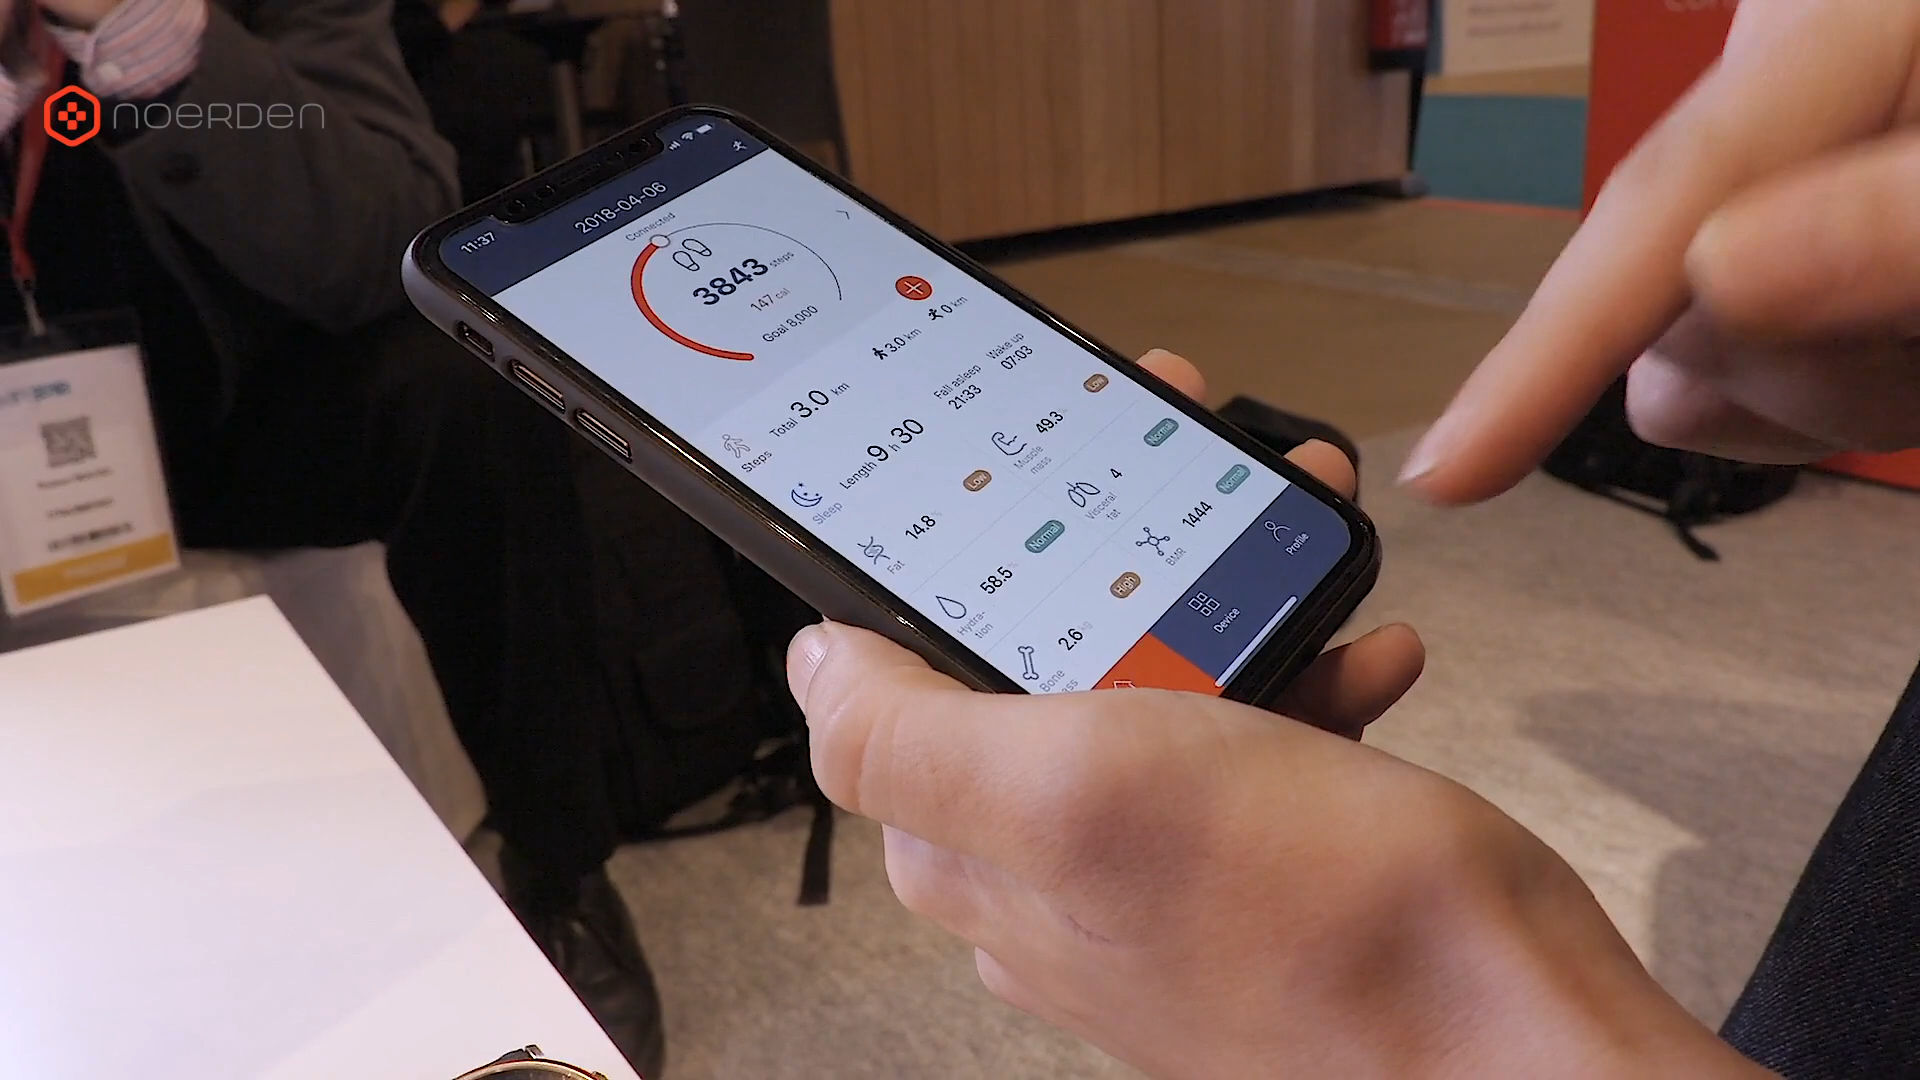 noerden
11:37
2018-04-06
Connected
3843 steps
147 cal
Goal 8,000
3.0 km
0 km
Steps
Total 3.0 km
Sleep
Length 9 h 30
Fall asleep
21:33
Wake up
07:03
Fat
14.8 %
Low
Muscle
mass
49.3
Low
Hydra-
tion
58.5
Normal
Visceral
fat
4
Normal
Bone
2.6 kg
High
BMR
1444
Normal
Device
Profile